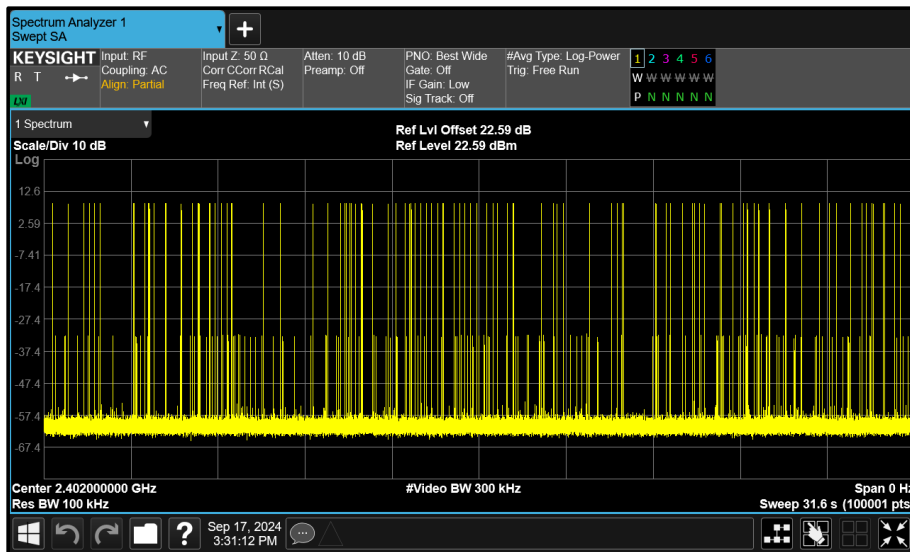 Spectrum Analyzer 1
Swept SA
+
KEYSIGHT
R T
LXI
Input: RF
Coupling: AC
Align: Partial
Input Z: 50 Ω
Corr CCorr RCal
Freq Ref: Int (S)
Atten: 10 dB
Preamp: Off
PNO: Best Wide
Gate: Off
IF Gain: Low
Sig Track: Off
#Avg Type: Log-Power
Trig: Free Run
1 2 3 4 5 6
W W W W W W
P N N N N N
1 Spectrum
Scale/Div 10 dB
Ref Lvl Offset 22.59 dB
Ref Level 22.59 dBm
Log
12.6
2.59
-7.41
-17.4
-27.4
-37.4
-47.4
-57.4
-67.4
Center 2.402000000 GHz
Res BW 100 kHz
#Video BW 300 kHz
Span 0 Hz
Sweep 31.6 s (100001 pts
?
Sep 17, 2024
3:31:12 PM